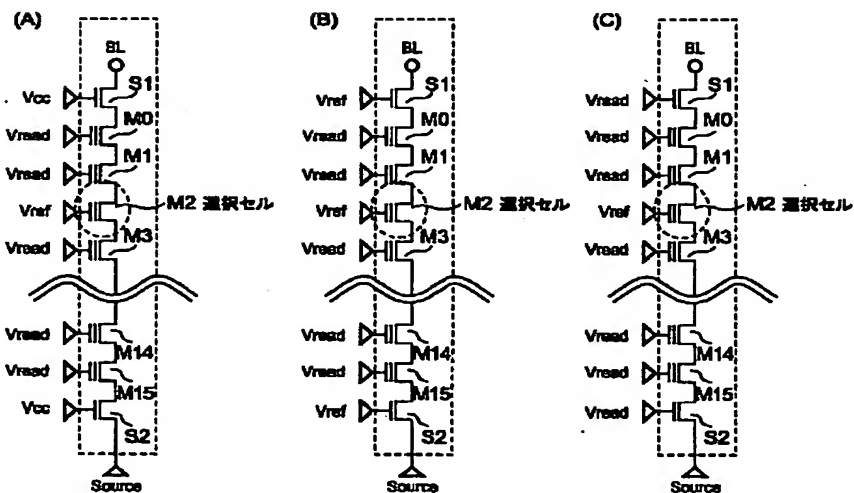 (A)
BL
S1
Vcc
M0
Vread
M1
Vread
Vref
M2 選択セル
M3
Vread
Vread
M14
Vread
M15
Vcc
S2
Source
(B)
BL
S1
Vref
M0
Vread
M1
Vread
Vref
M2 選択セル
M3
Vread
Vread
M14
Vread
M15
Vref
S2
Source
(C)
BL
S1
Vread
M0
Vread
M1
Vread
Vref
M2 選択セル
M3
Vread
Vread
M14
Vread
M15
Vread
S2
Source